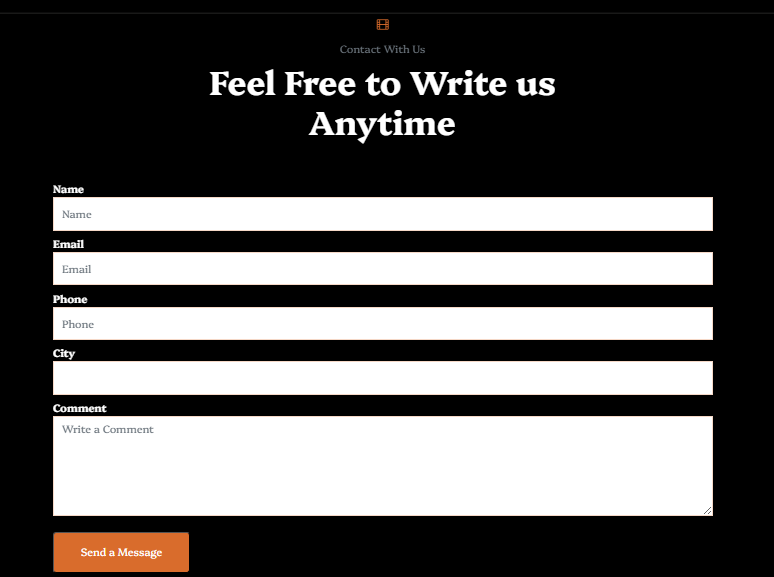 Contact With Us
Feel Free to Write us
Anytime
Name
Name
Email
Email
Phone
Phone
City
Comment
Write a Comment
Send a Message